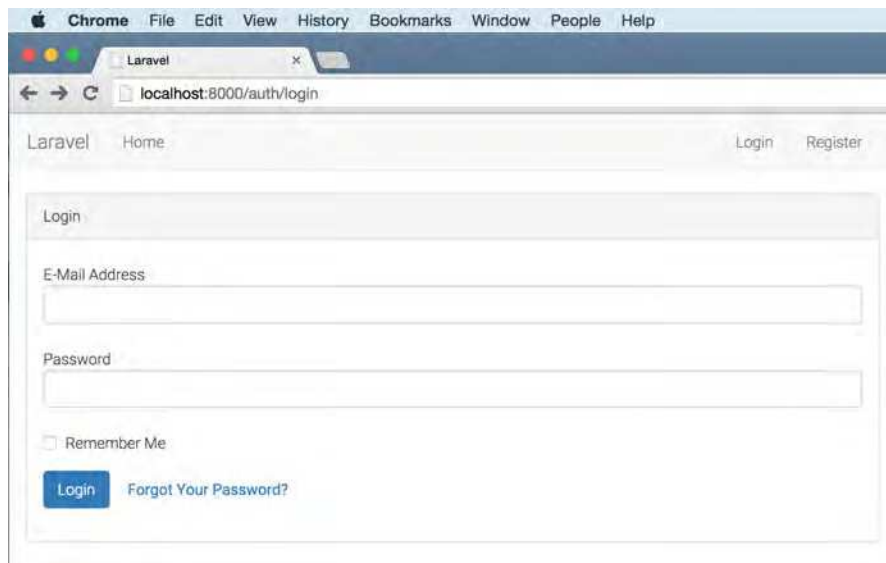 Chrome File Edit View History Bookmarks Window People Help
Laravel ×
localhost:8000/auth/login
Laravel Home Login Register
Login
E-Mail Address
Password
Remember Me
Login Forgot Your Password?